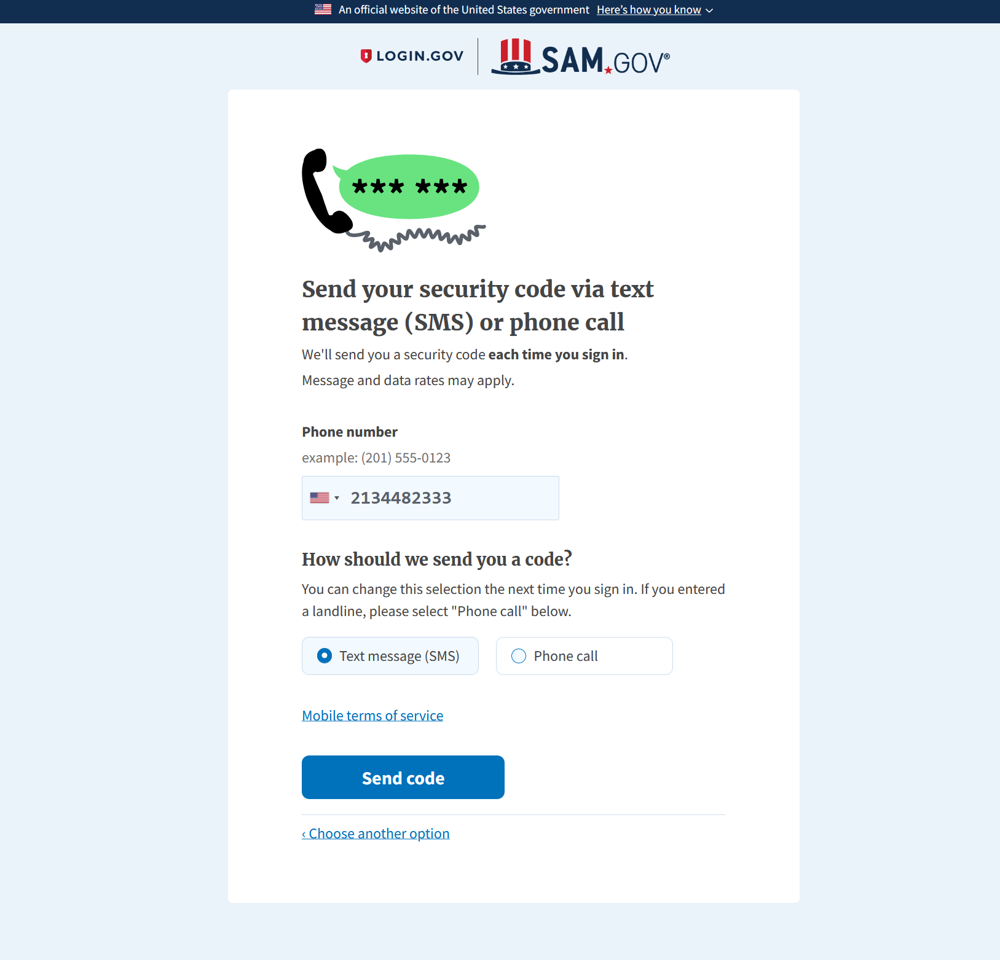 An official website of the United States government Here’s how you know
LOGIN.GOV SAM.GOV®
*** ***
Send your security code via text
message (SMS) or phone call
We'll send you a security code each time you sign in.
Message and data rates may apply.
Phone number
example: (201) 555-0123
2134482333
How should we send you a code?
You can change this selection the next time you sign in. If you entered
a landline, please select "Phone call" below.
Text message (SMS) Phone call
Mobile terms of service
Send code
‹ Choose another option